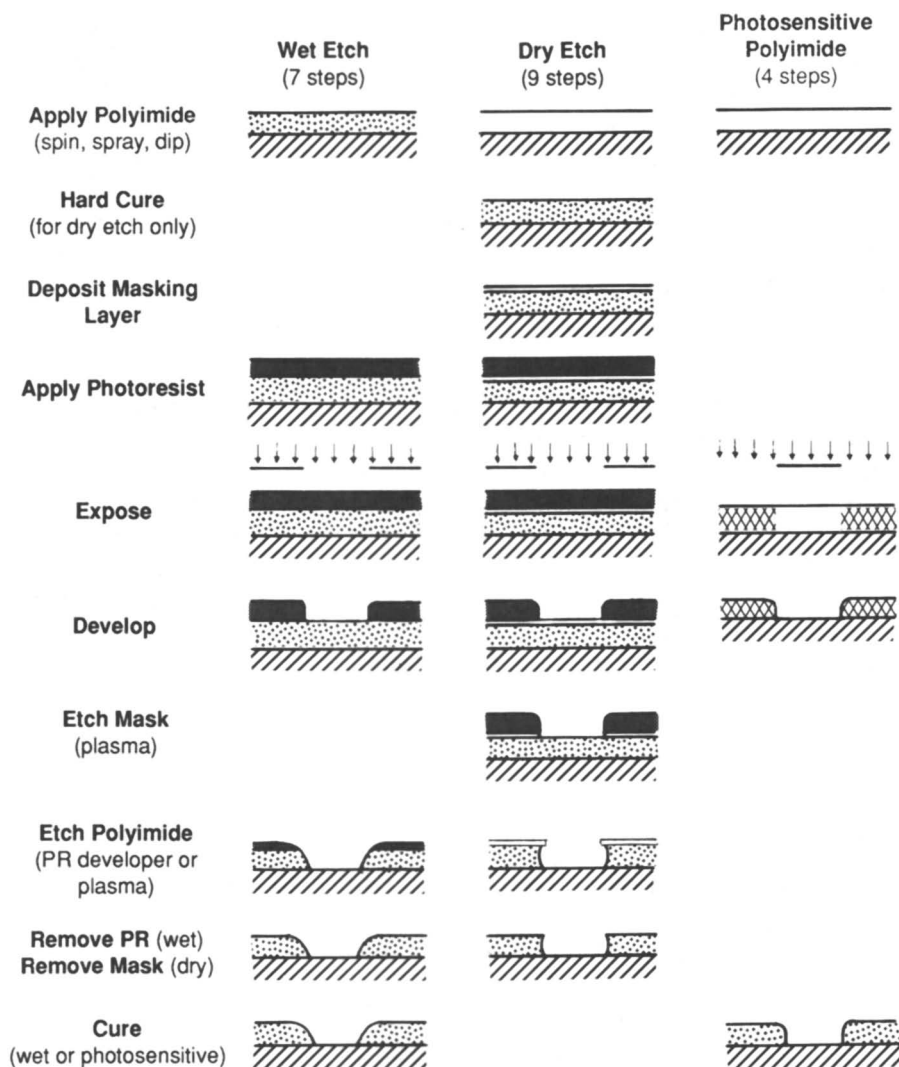 Wet Etch
(7 steps)
Dry Etch
(9 steps)
Photosensitive
Polyimide
(4 steps)
Apply Polyimide
(spin, spray, dip)
Hard Cure
(for dry etch only)
Deposit Masking
Layer
Apply Photoresist
Expose
Develop
Etch Mask
(plasma)
Etch Polyimide
(PR developer or
plasma)
Remove PR (wet)
Remove Mask (dry)
Cure
(wet or photosensitive)